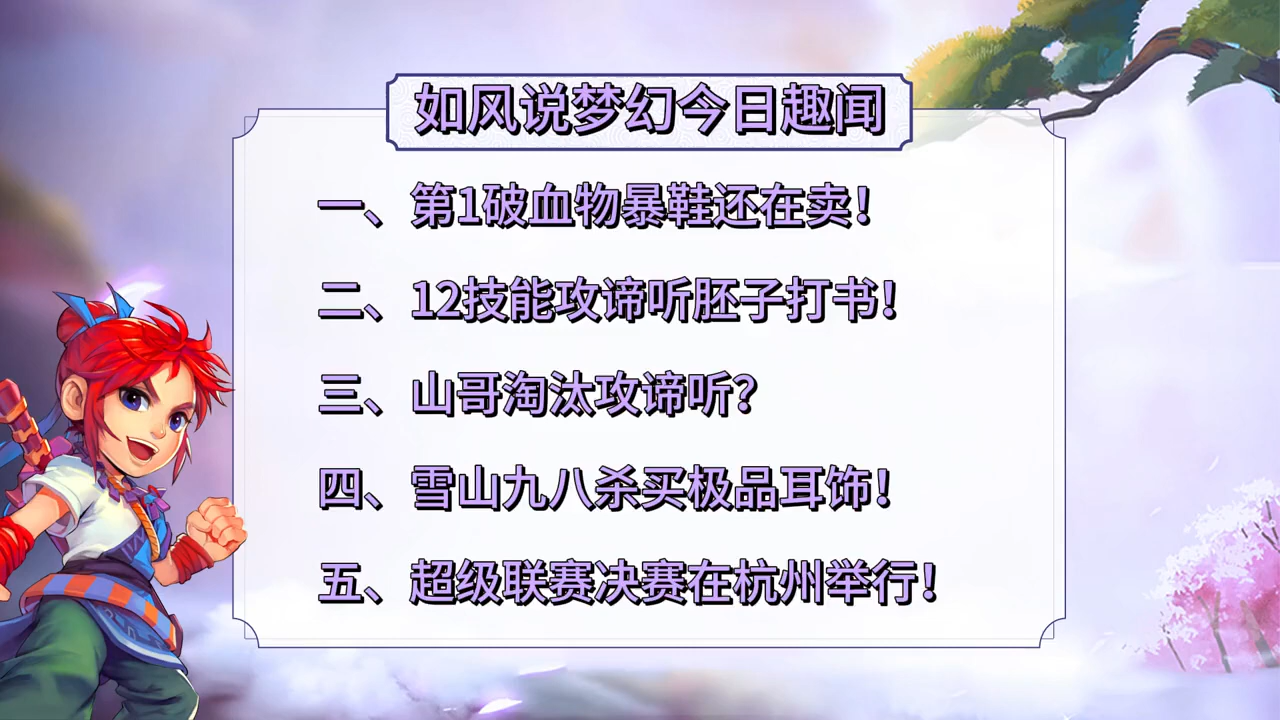 如风说梦幻今日趣闻
一、第1破血物暴鞋还在卖！
二、12技能攻谛听胚子打书！
三、山哥淘汰攻谛听？
四、雪山九八杀买极品耳饰！
五、超级联赛决赛在杭州举行！